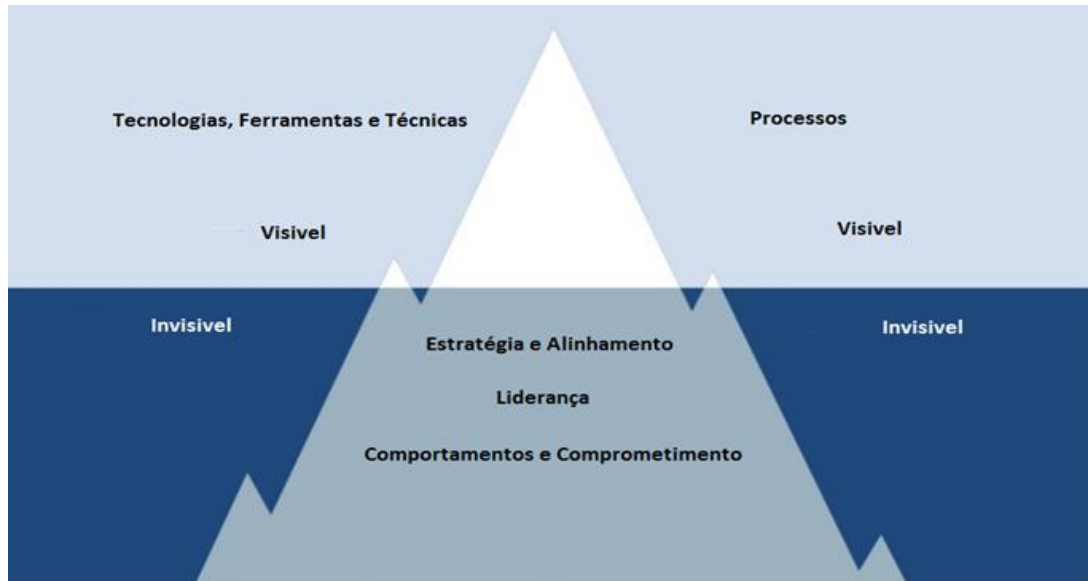 Tecnologias, Ferramentas e Técnicas
Processos
Visivel
Visivel
Invisivel
Invisivel
Estratégia e Alinhamento
Liderança
Comportamentos e Comprometimento